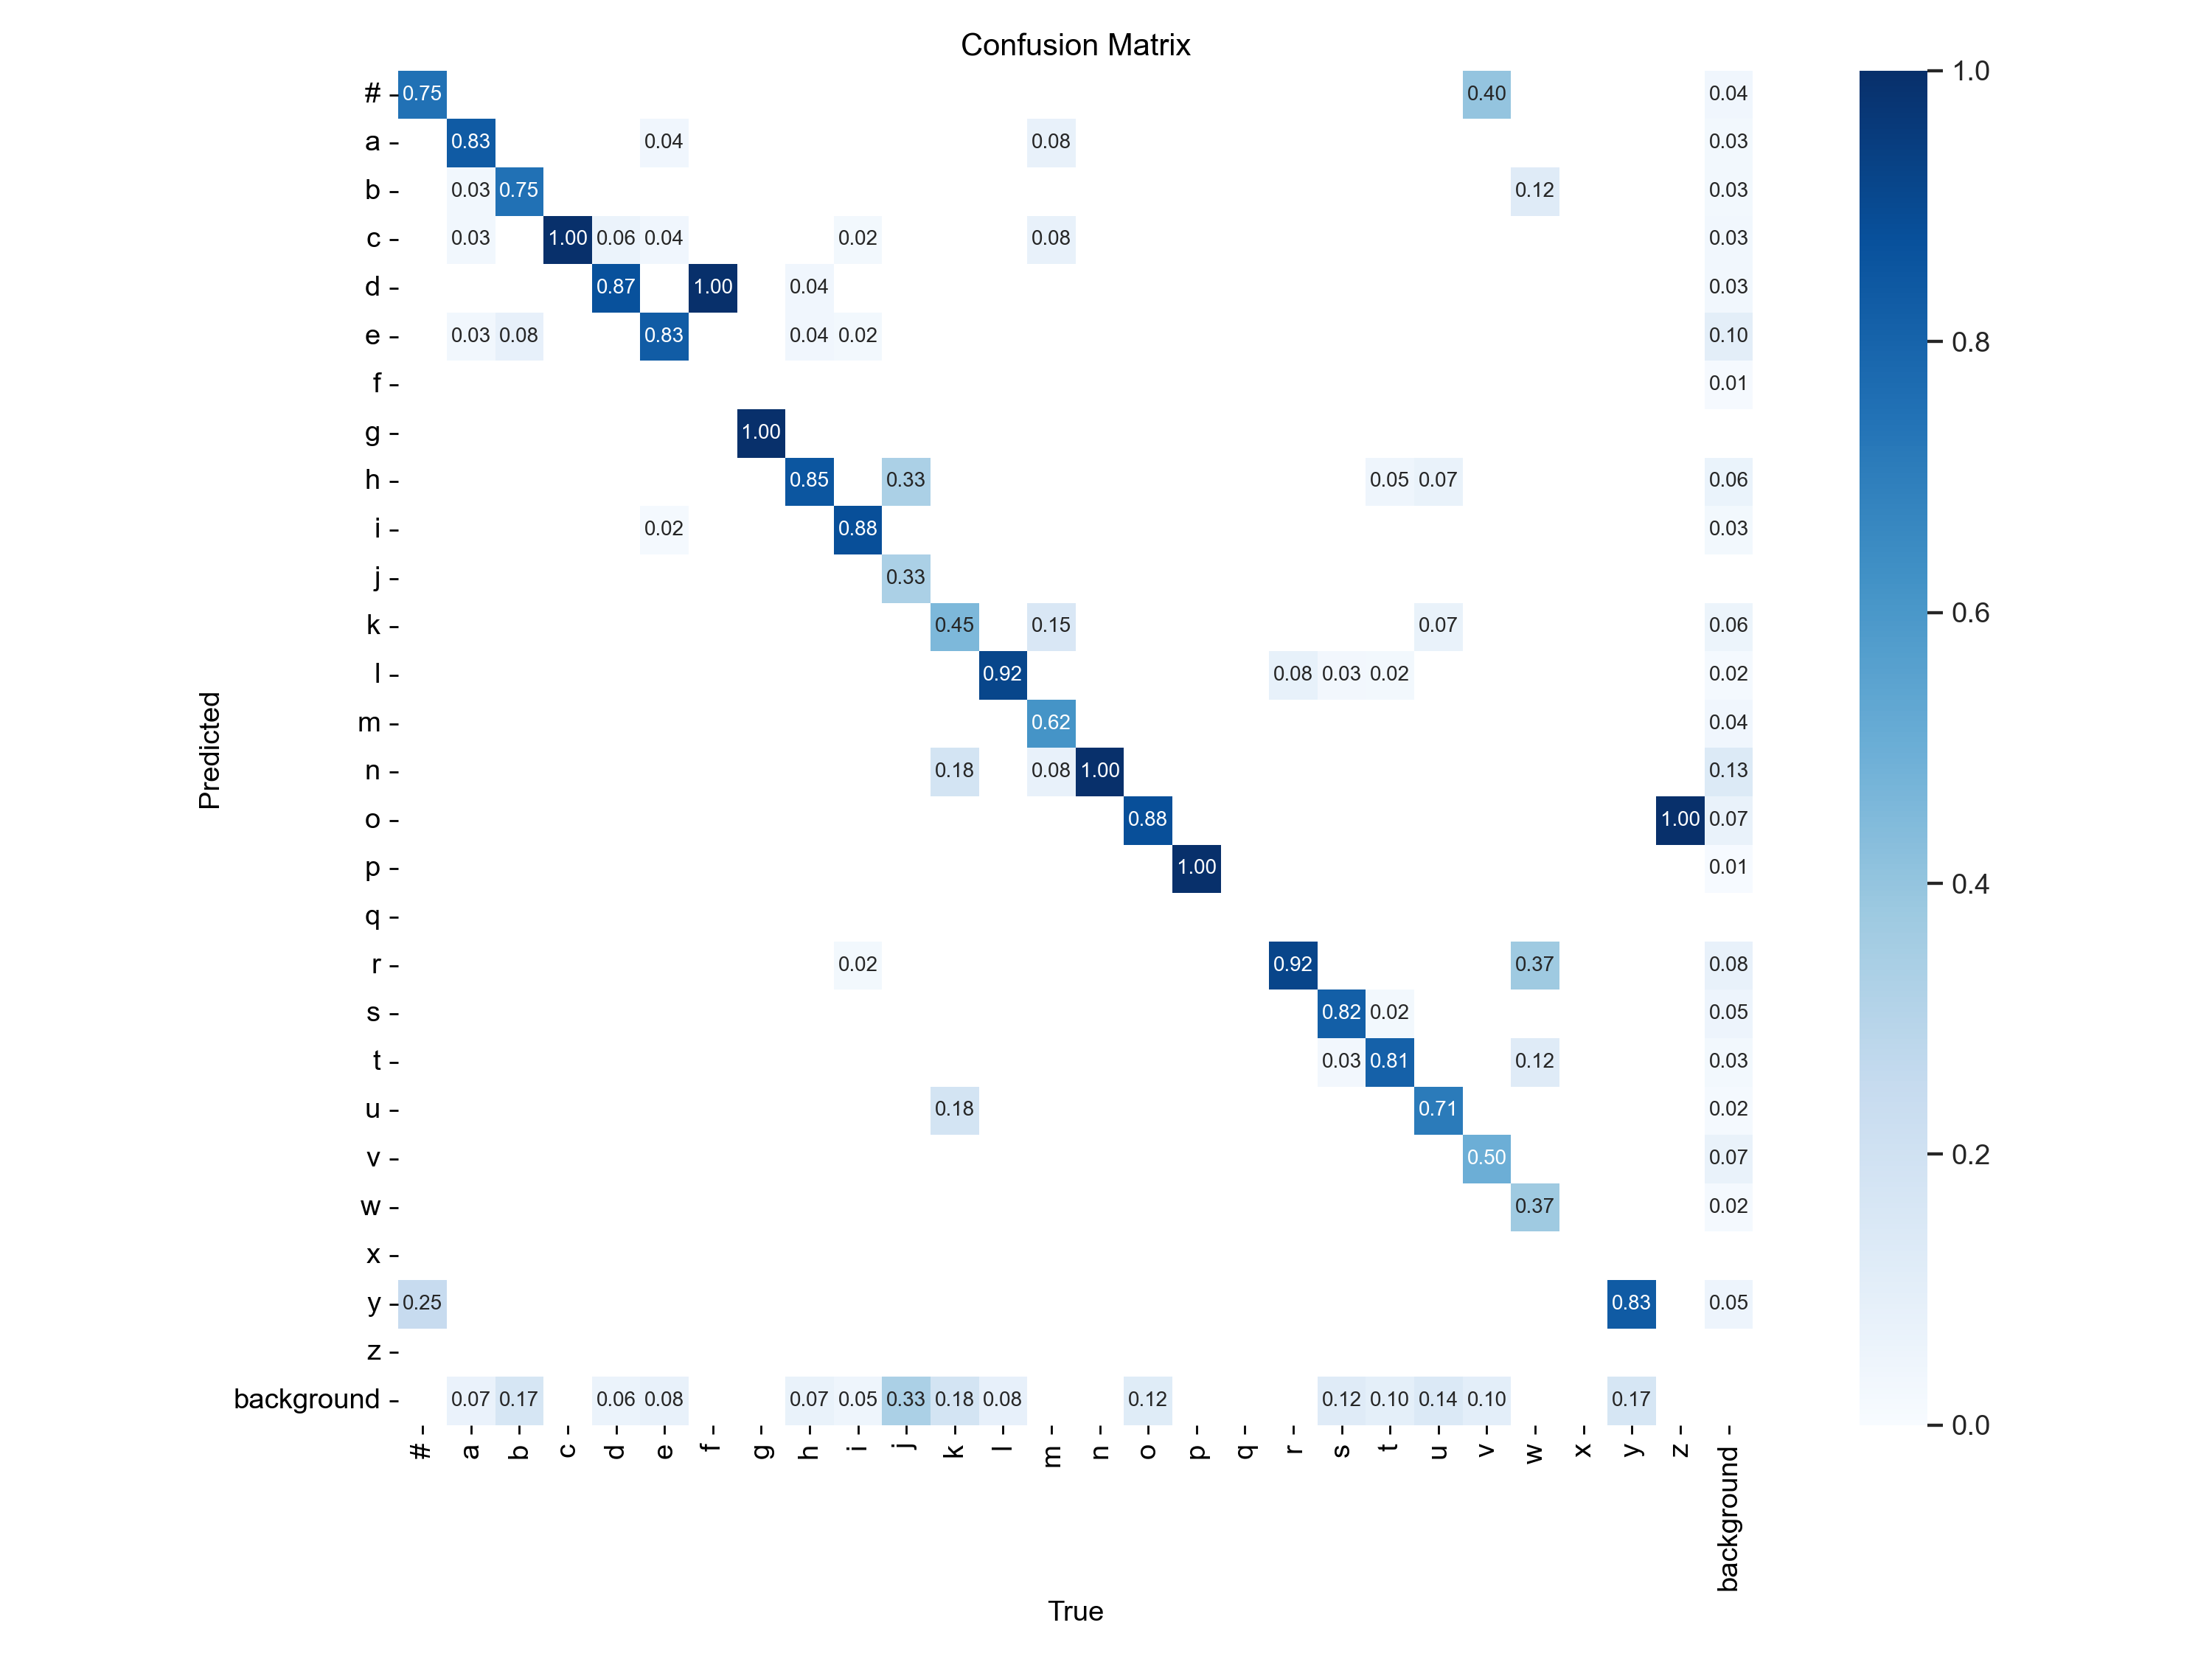 Confusion Matrix
# 0.75 0.40 0.04 1.0
a 0.83 0.04 0.08 0.03
b 0.03 0.75 0.12 0.03
c 0.03 1.00 0.06 0.04 0.02 0.08 0.03
d 0.87 1.00 0.04 0.03
e 0.03 0.08 0.83 0.04 0.02 0.10 0.8
f 0.01
g 1.00
h 0.85 0.33 0.05 0.07 0.06
i 0.02 0.88 0.03
j 0.33
k 0.45 0.15 0.07 0.06 0.6
l 0.92 0.08 0.03 0.02 0.02
m 0.62 0.04
Predicted
n 0.18 0.08 1.00 0.13
o 0.88 1.00 0.07
p 1.00 0.01 0.4
q
r 0.02 0.92 0.37 0.08
s 0.82 0.02 0.05
t 0.03 0.81 0.12 0.03
u 0.18 0.71 0.02
v 0.50 0.07 0.2
w 0.37 0.02
x
y 0.25 0.83 0.05
z
background 0.07 0.17 0.06 0.08 0.07 0.05 0.33 0.18 0.08 0.12 0.12 0.10 0.14 0.10 0.17 0.0
# a b c d e f g h i j k l m n o p q r s t u v w x y z background
True